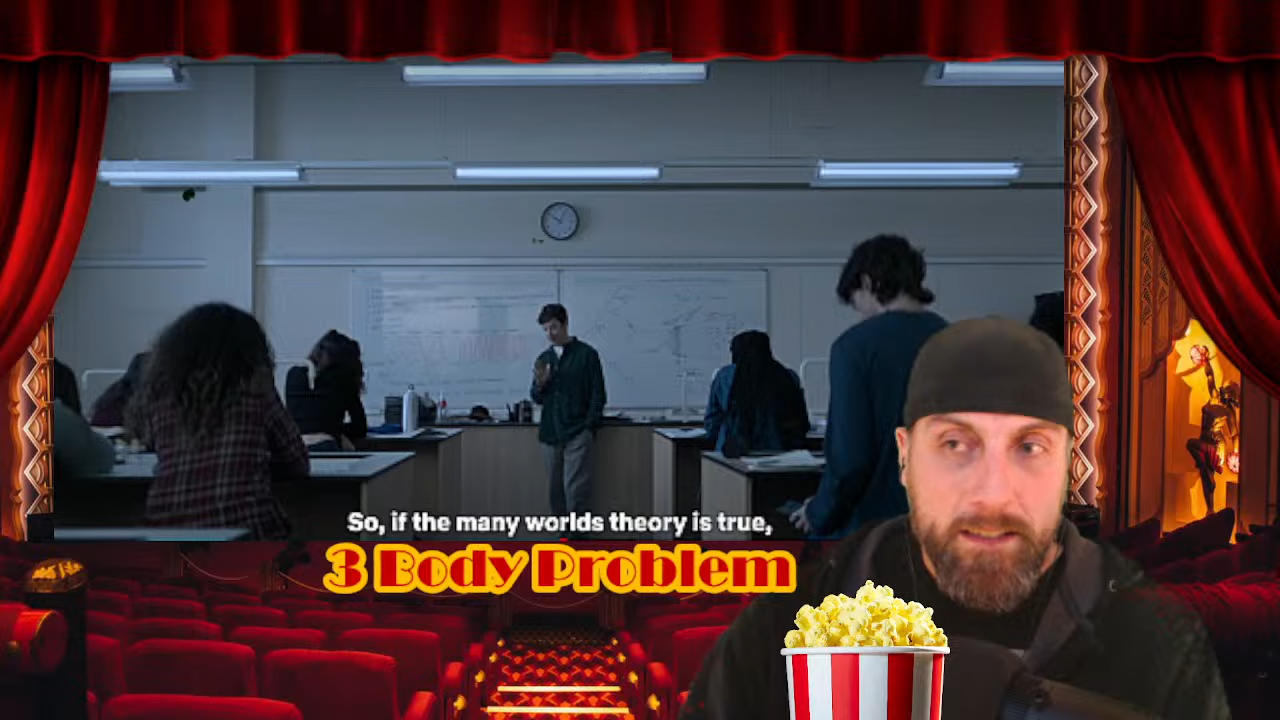 So, if the many worlds theory is true,
3 Body Problem